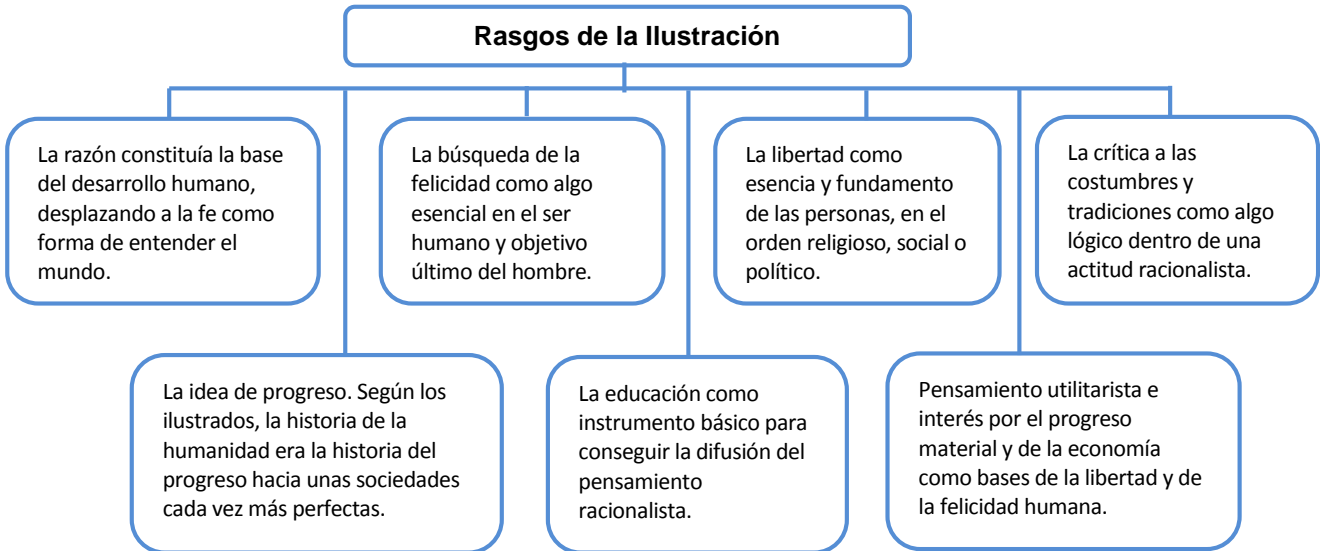 Rasgos de la Ilustración
La razón constituía la base
del desarrollo humano,
desplazando a la fe como
forma de entender el
mundo.
La búsqueda de la
felicidad como algo
esencial en el ser
humano y objetivo
último del hombre.
La libertad como
esencia y fundamento
de las personas, en el
orden religioso, social o
político.
La crítica a las
costumbres y
tradiciones como algo
lógico dentro de una
actitud racionalista.
La idea de progreso. Según los
ilustrados, la historia de la
humanidad era la historia del
progreso hacia unas sociedades
cada vez más perfectas.
La educación como
instrumento básico para
conseguir la difusión del
pensamiento
racionalista.
Pensamiento utilitarista e
interés por el progreso
material y de la economía
como bases de la libertad y de
la felicidad humana.